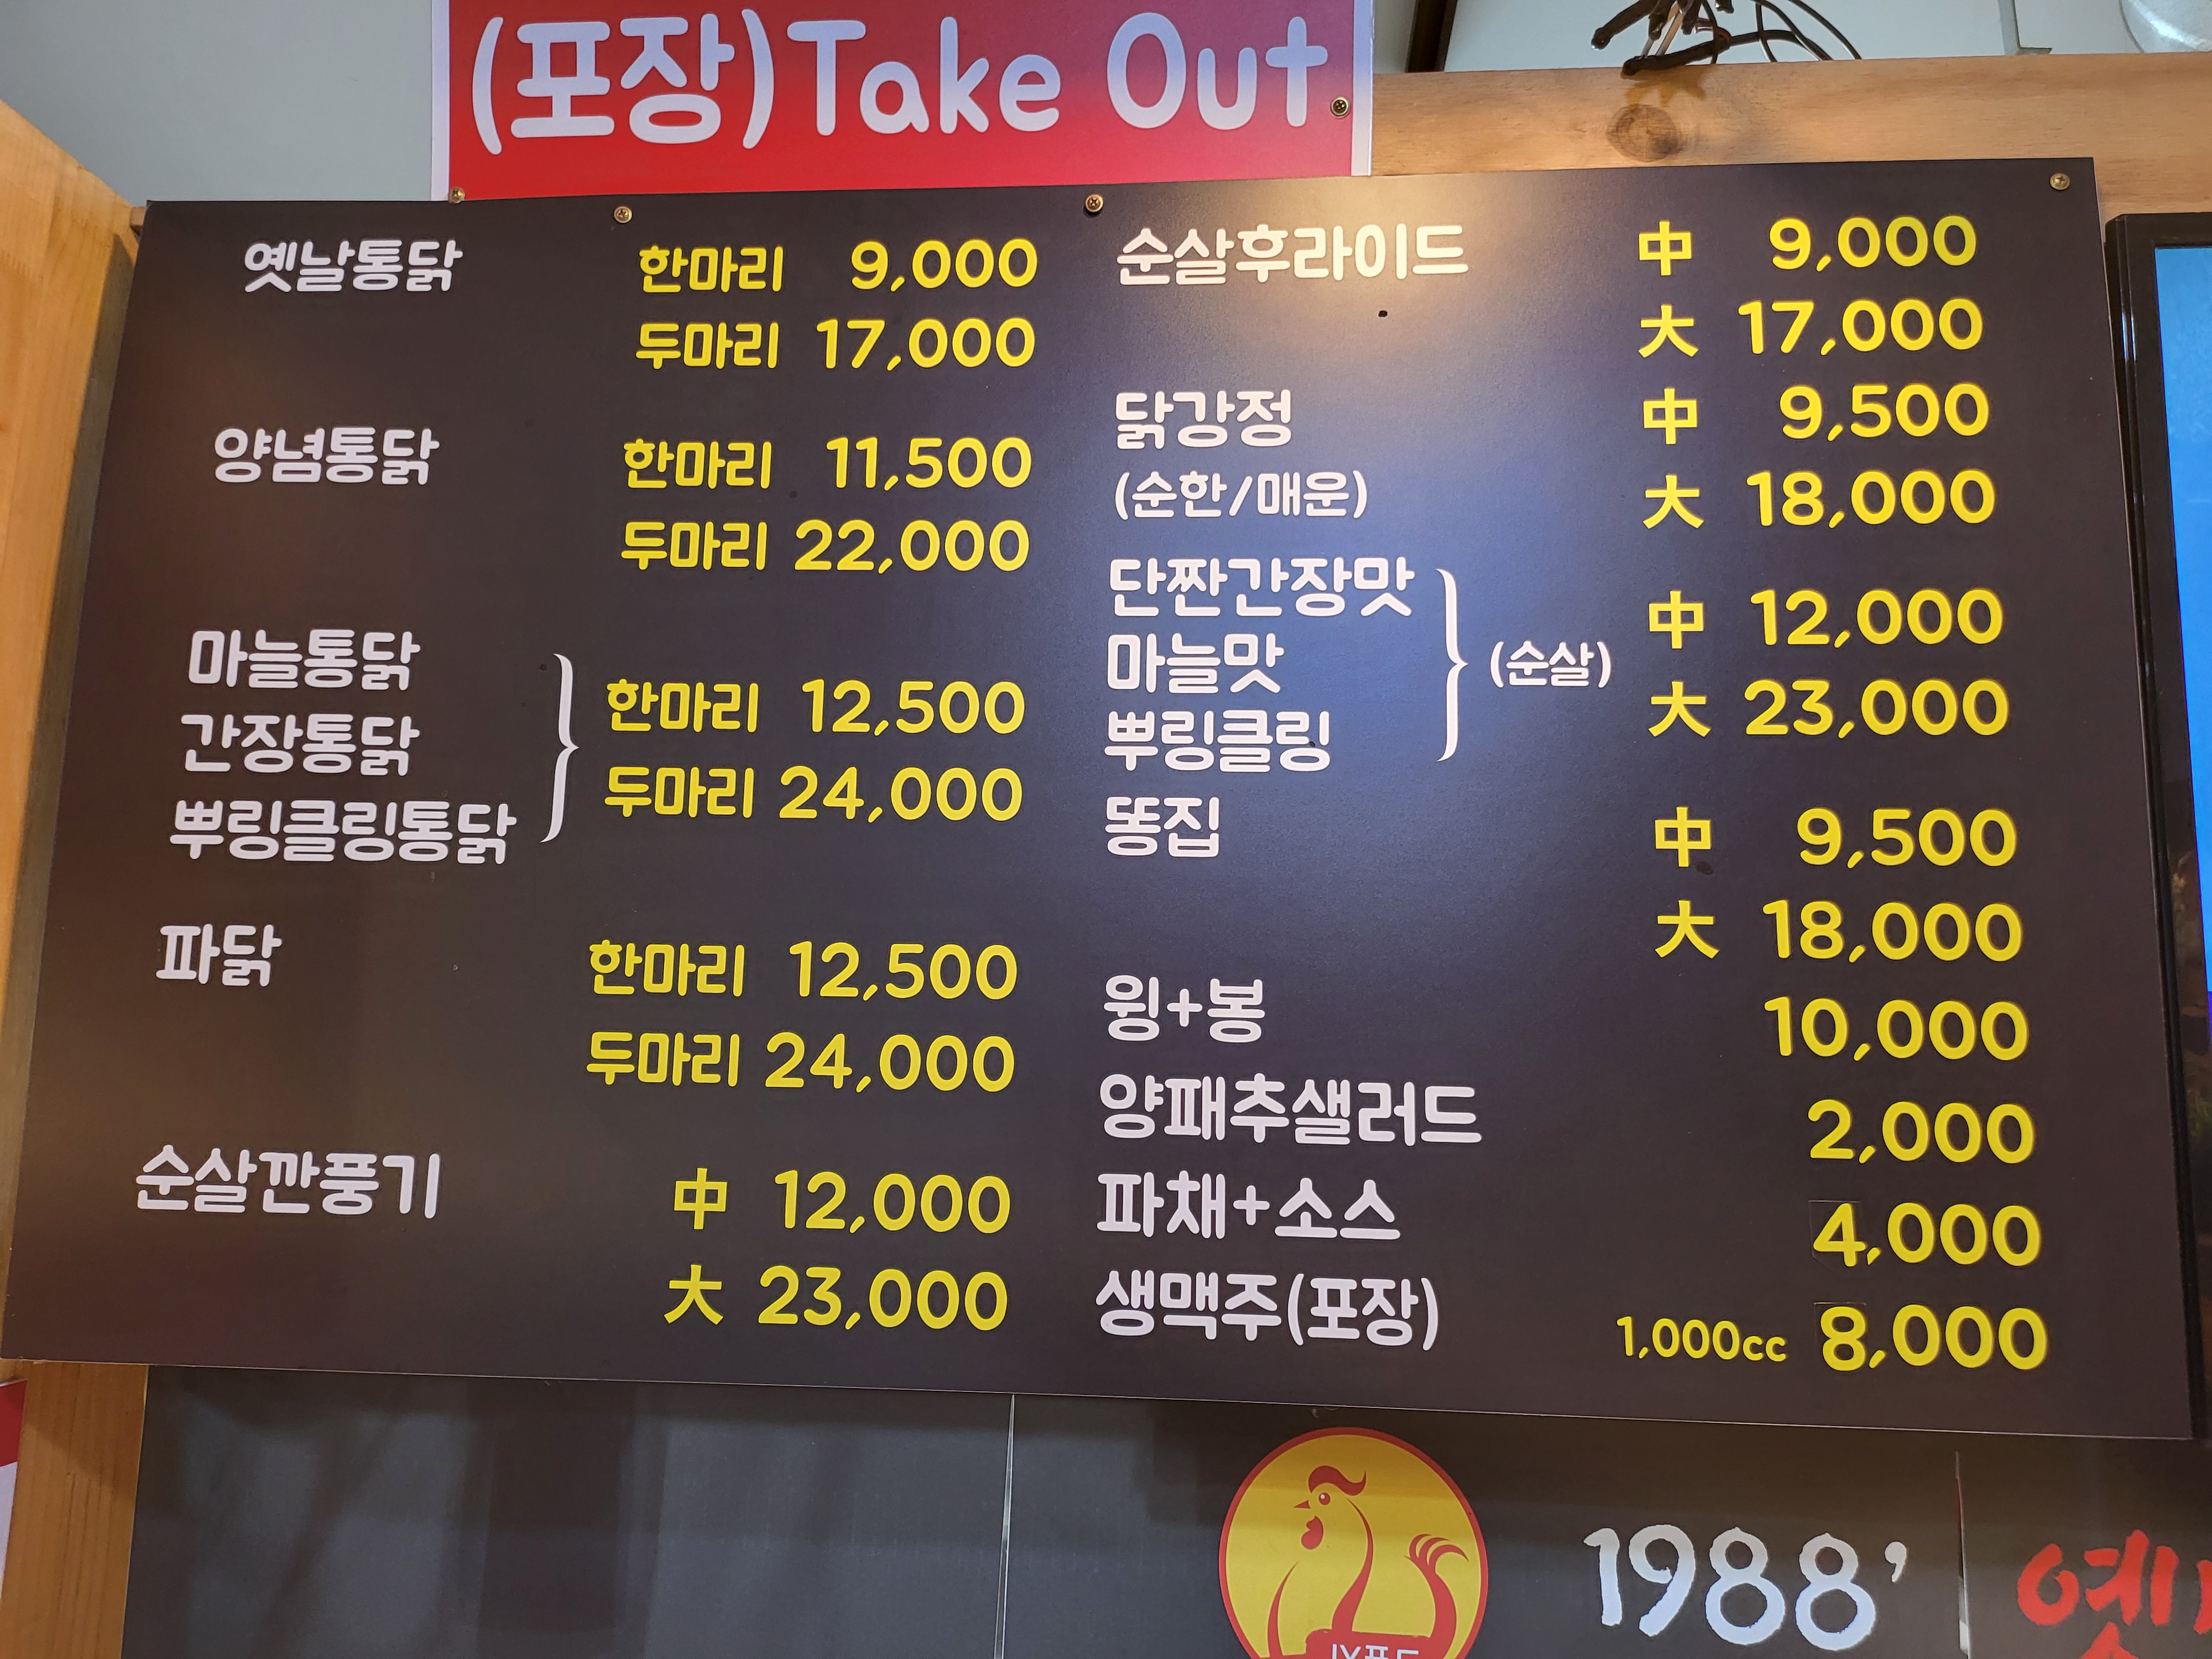 (포장)Take Out
옛날통닭 한마리 9,000
두마리 17,000
양념통닭 한마리 11,500
두마리 22,000
마늘통닭
간장통닭
뿌링클링통닭
한마리 12,500
두마리 24,000
파닭 한마리 12,500
두마리 24,000
순살깐풍기 中 12,000
大 23,000
순살후라이드 中 9,000
大 17,000
닭강정 中 9,500
(순한/매운) 大 18,000
단짠간장맛
마늘맛
뿌링클링
(순살)
中 12,000
大 23,000
똥집 中 9,500
大 18,000
윙+봉 10,000
양패추샐러드 2,000
파채+소스 4,000
생맥주(포장) 1,000cc 8,000
1988'